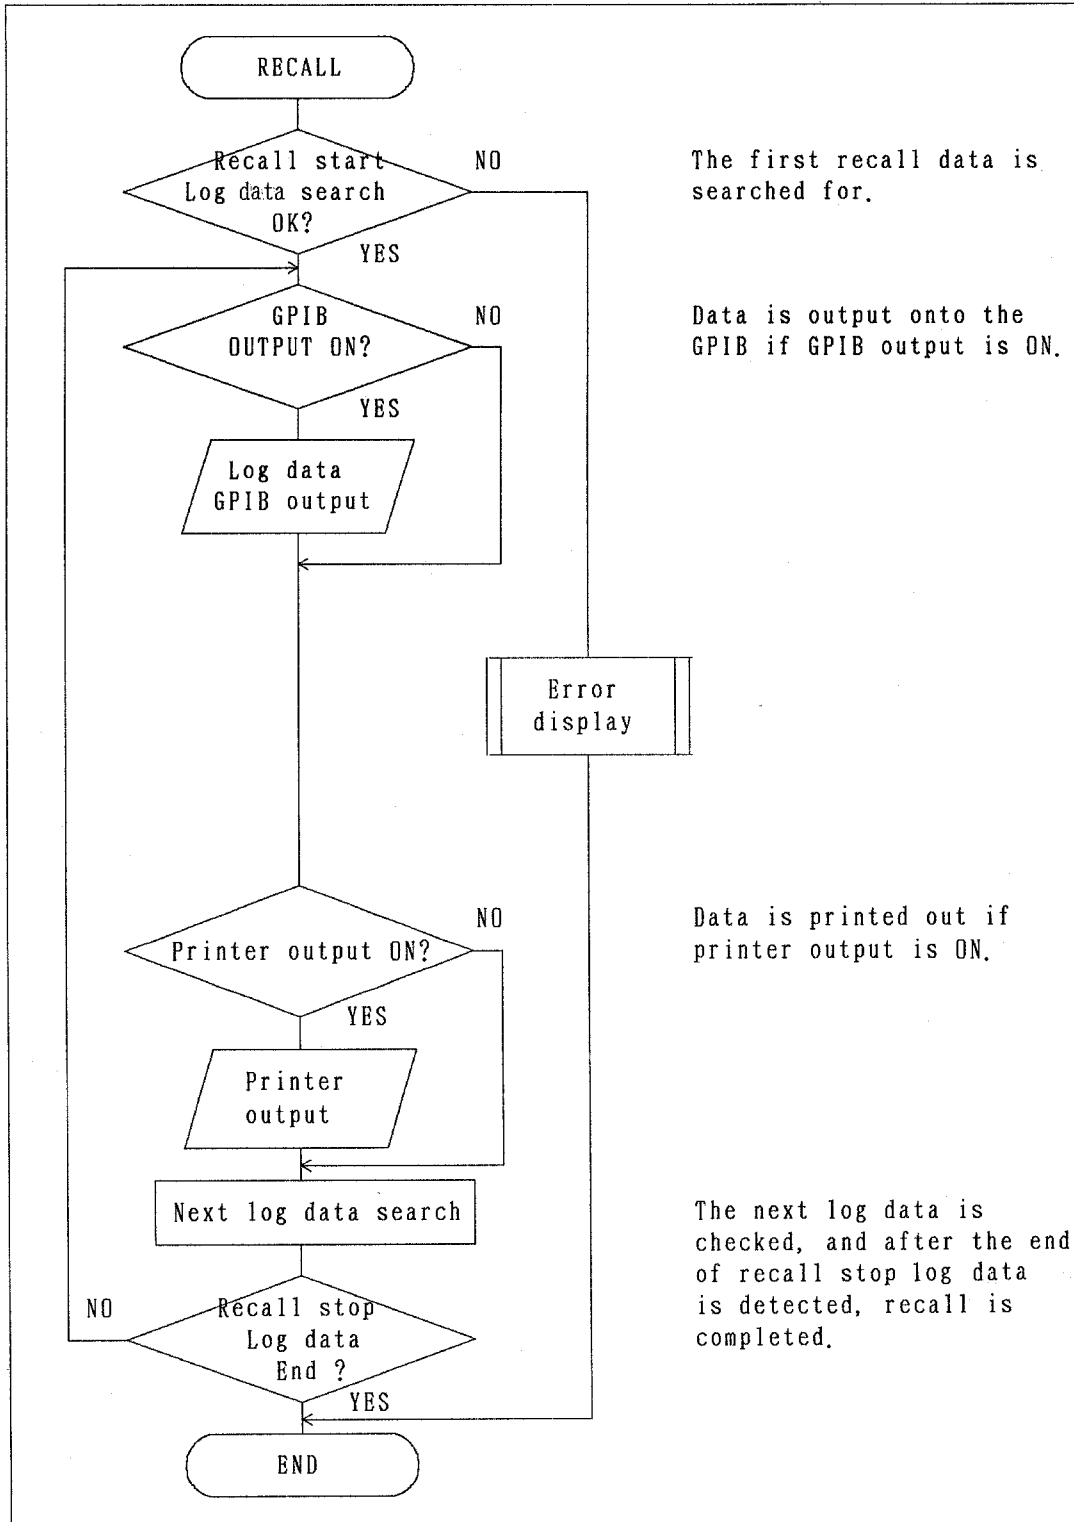 RECALL
Recall start
Log data search
OK?
NO
YES
The first recall data is
searched for.
GPIB
OUTPUT ON?
NO
YES
Data is output onto the
GPIB if GPIB output is ON.
Log data
GPIB output
Error
display
Printer output ON?
NO
YES
Data is printed out if
printer output is ON.
Printer
output
Next log data search
The next log data is
checked, and after the end
of recall stop log data
is detected, recall is
completed.
Recall stop
Log data
End ?
NO
YES
END